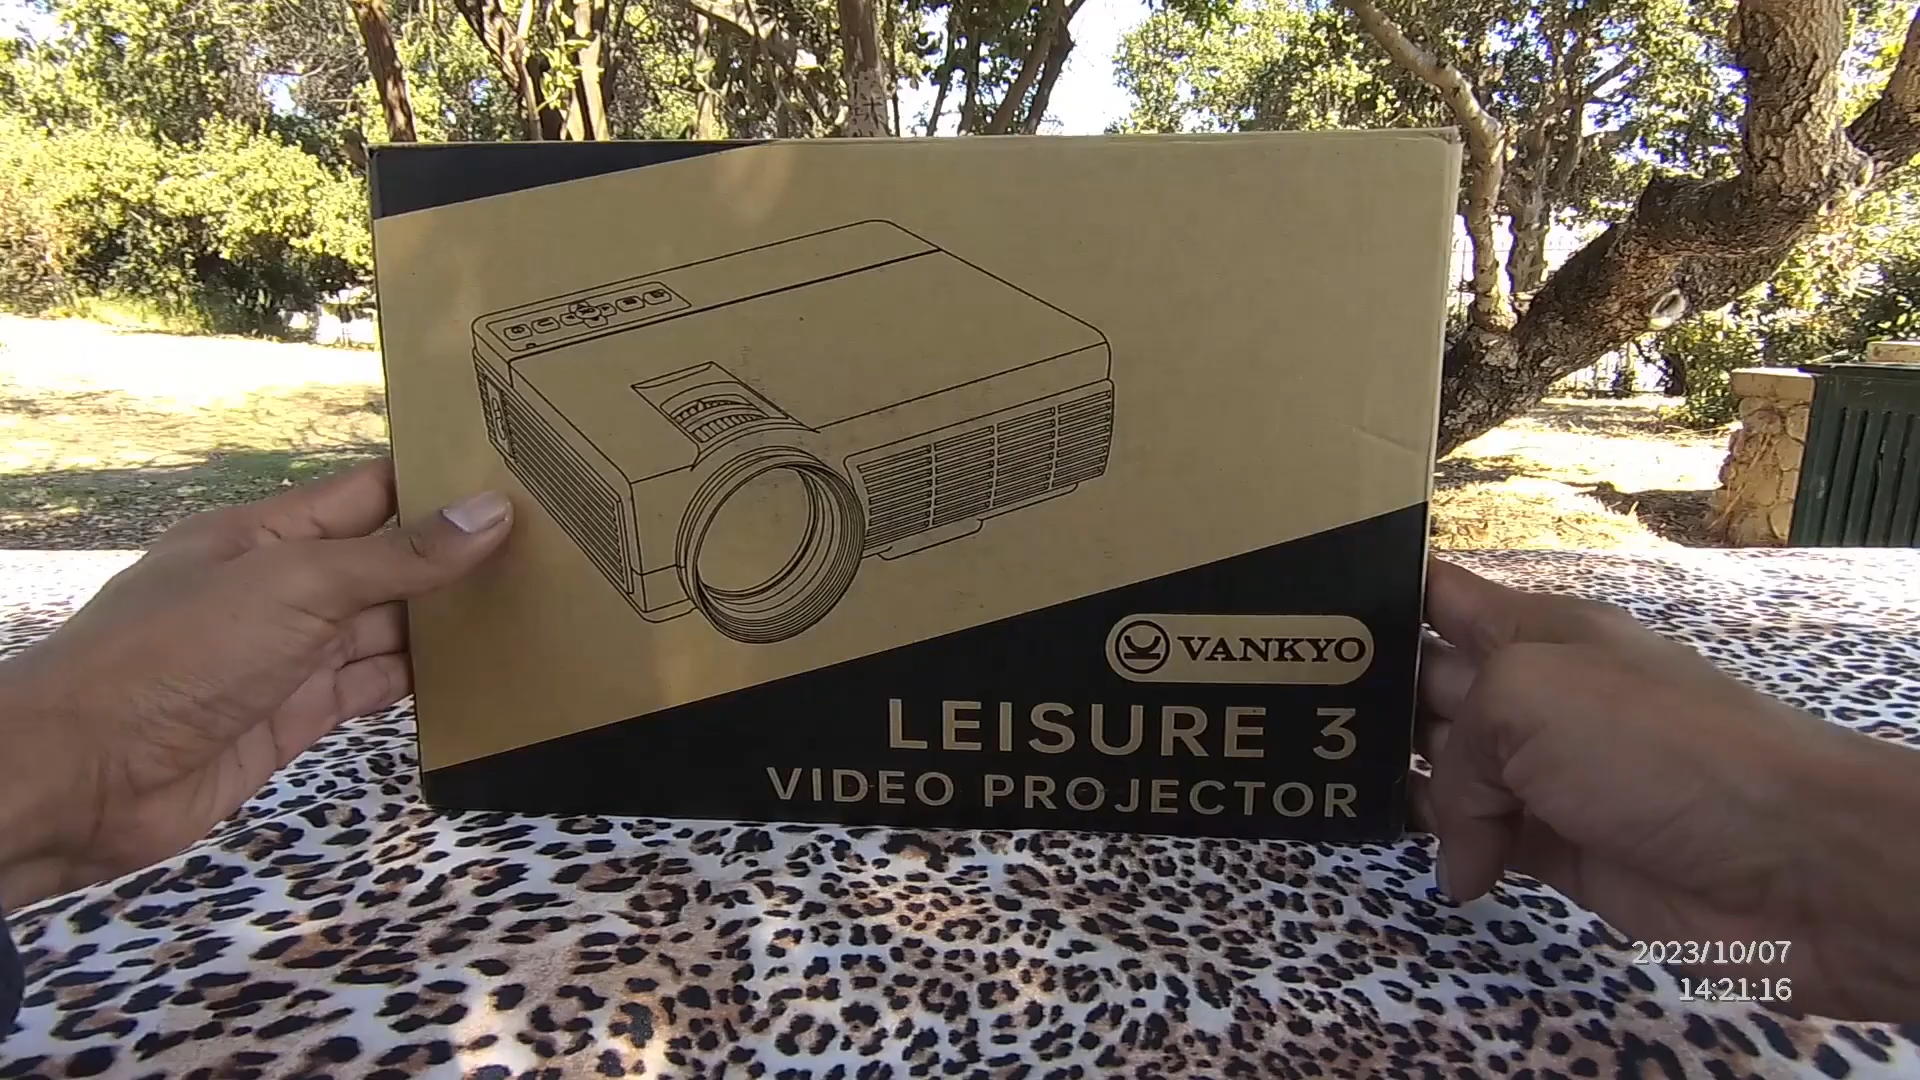 VANKYO
LEISURE 3
VIDEO PROJECTOR
2023/10/07
14:21:16